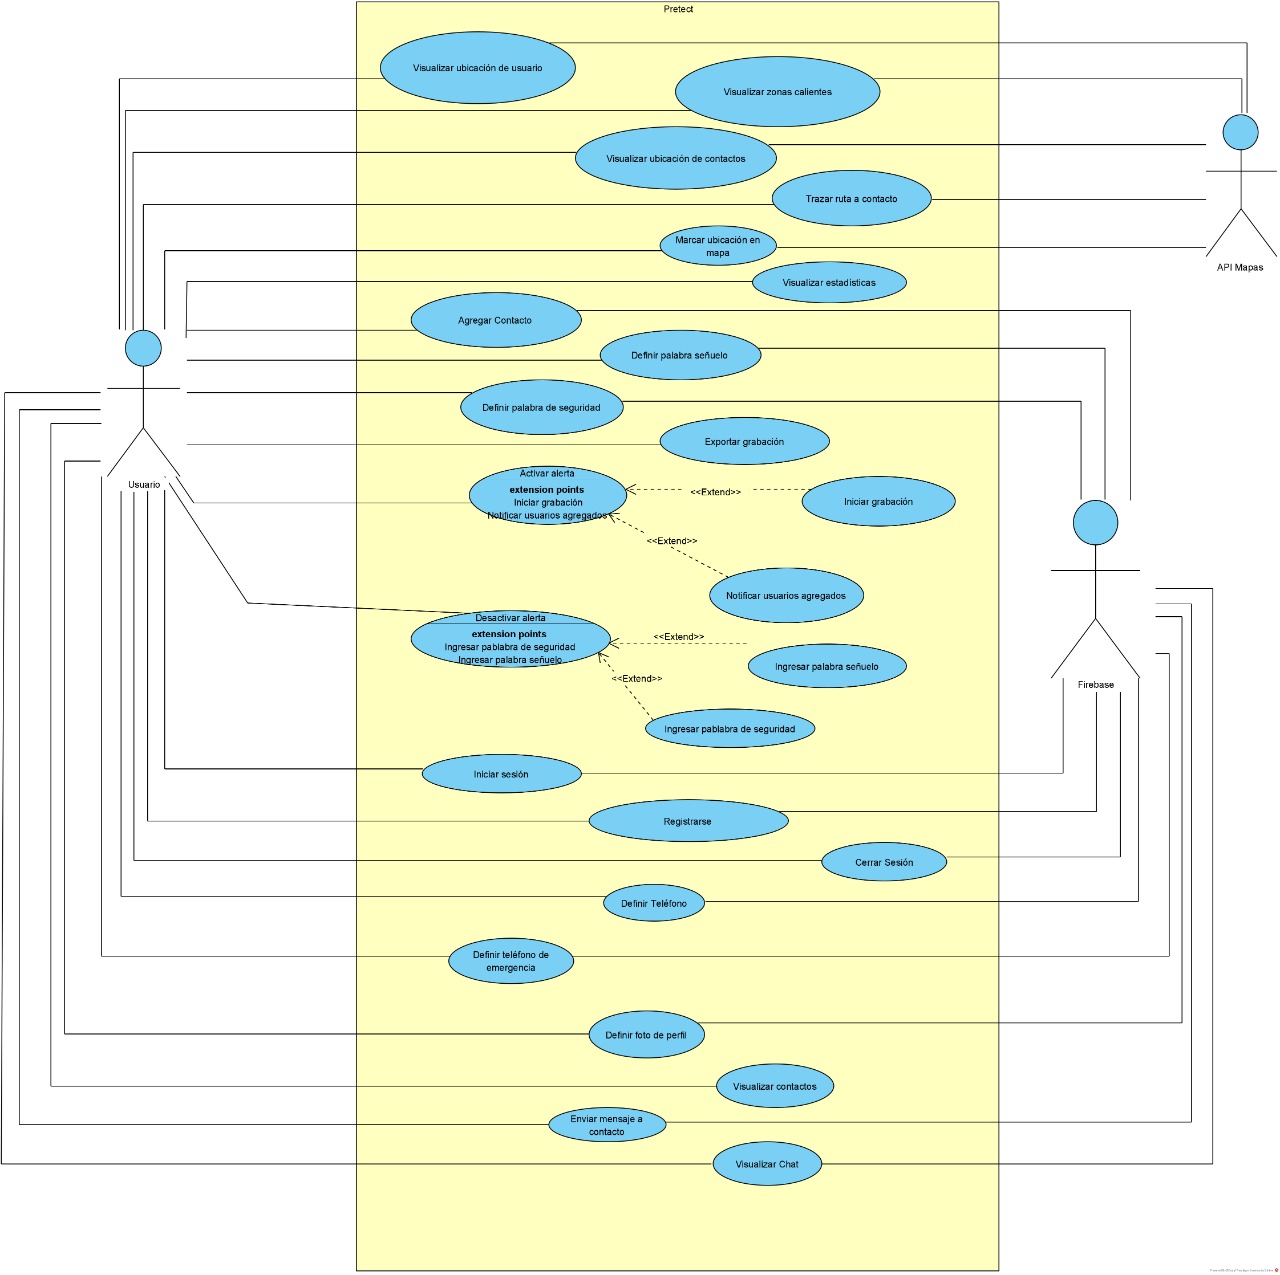 Pretect
Visualizar ubicación de usuario
Visualizar zonas calientes
Visualizar ubicación de contactos
Trazar ruta a contacto
Marcar ubicación en
mapa
API Mapas
Visualizar estadísticas
Agregar Contacto
Definir palabra señuelo
Definir palabra de seguridad
Exportar grabación
Usuario
Activar alerta
extension points
Iniciar grabación
Notificar usuarios agregados
<<Extend>>
Iniciar grabación
<<Extend>>
Notificar usuarios agregados
Desactivar alerta
extension points
Ingresar pablabra de seguridad
Ingresar palabra señuelo
<<Extend>>
Ingresar palabra señuelo
<<Extend>>
Ingresar pablabra de seguridad
Firebase
Iniciar sesión
Registrarse
Cerrar Sesión
Definir Teléfono
Definir teléfono de
emergencia
Definir foto de perfil
Visualizar contactos
Enviar mensaje a
contacto
Visualizar Chat